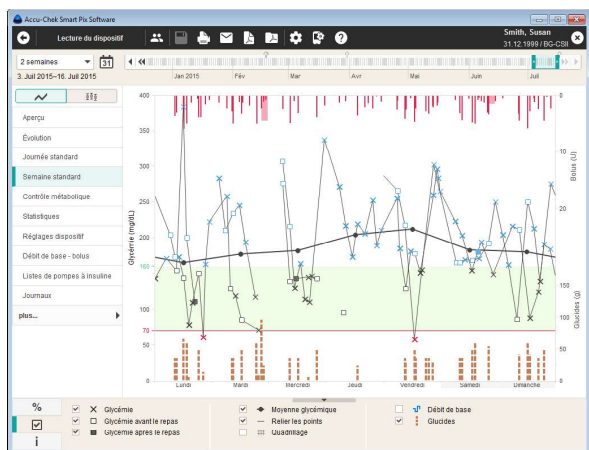 Accu-Chek Smart Pix Software
Lecture du dispositif
Smith, Susan
31.12.1999 / BG-CSII
2 semaines
31
3. Juil 2015–16. Juil 2015
Jan 2015 Fév Mar Avr Mai Juin Juil
Aperçu
Évolution
Journée standard
Semaine standard
Contrôle métabolique
Statistiques
Réglages dispositif
Débit de base - bolus
Listes de pompes à insuline
Journaux
plus...
Glycémie (mg/dL)
400
350
300
250
200
160
100
70
50
0
Bolus (U)
0
10
20
Glucides (g)
150
100
50
0
Lundi Mardi Mercredi Jeudi Vendredi Samedi Dimanche
%
i
Glycémie
Glycémie avant le repas
Glycémie après le repas
Moyenne glycémique
Relier les points
Quadrillage
Débit de base
Glucides